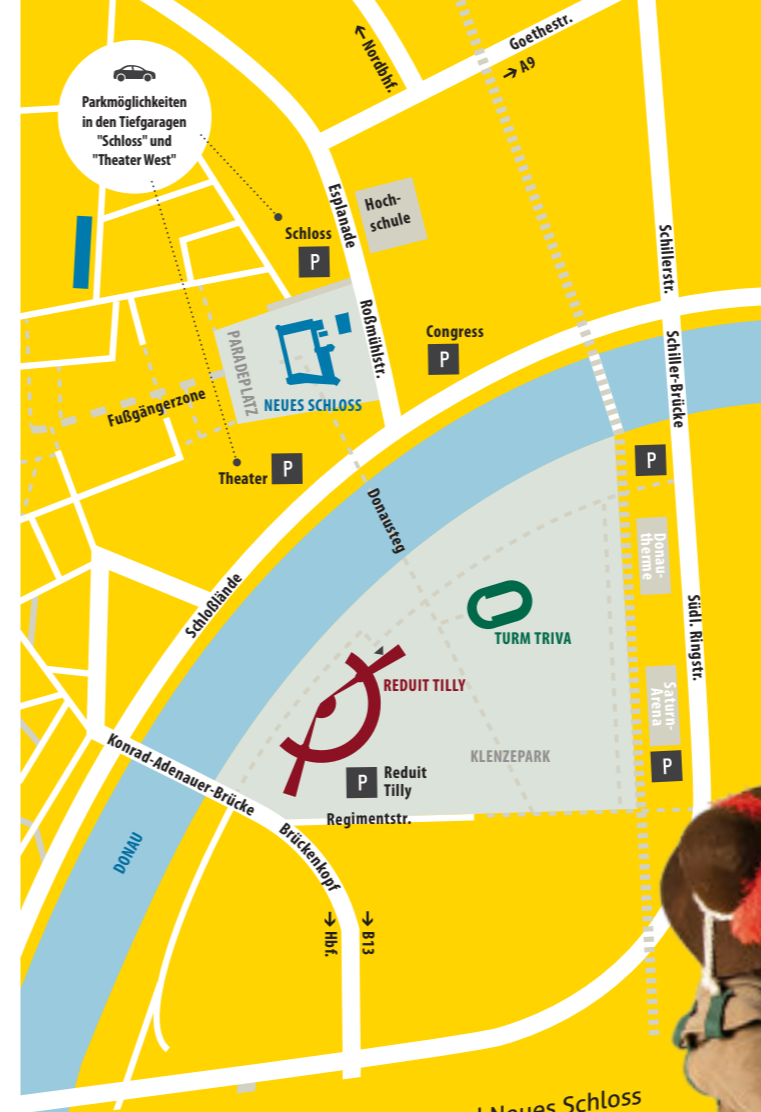 ← Nordbhf.
Goethestr.
→ A9
Parkmöglichkeiten
in den Tiefgaragen
"Schloss" und
"Theater West"
Esplanade
Hoch-
schule
Schloss
P
Schillerstr.
Roßmühlstr.
Congress
P
Schiller-Brücke
PARADEPLATZ
NEUES SCHLOSS
Fußgängerzone
Theater P
P
Donausteg
Donau-
therme
Schloßlände
TURM TRIVA
Südl. Ringstr.
REDUIT TILLY
Saturn-
Arena
KLENZEPARK
P
Konrad-Adenauer-Brücke
P Reduit
Tilly
Regimentstr.
DONAU
Brückenkopf
→ Hbf.
→ B13
Neues Schloss